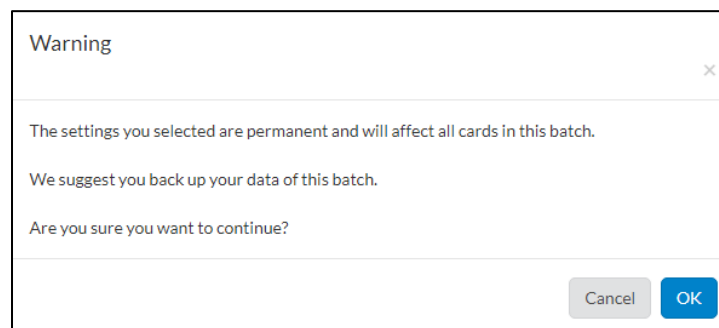 Warning
×
The settings you selected are permanent and will affect all cards in this batch.
We suggest you back up your data of this batch.
Are you sure you want to continue?
Cancel OK